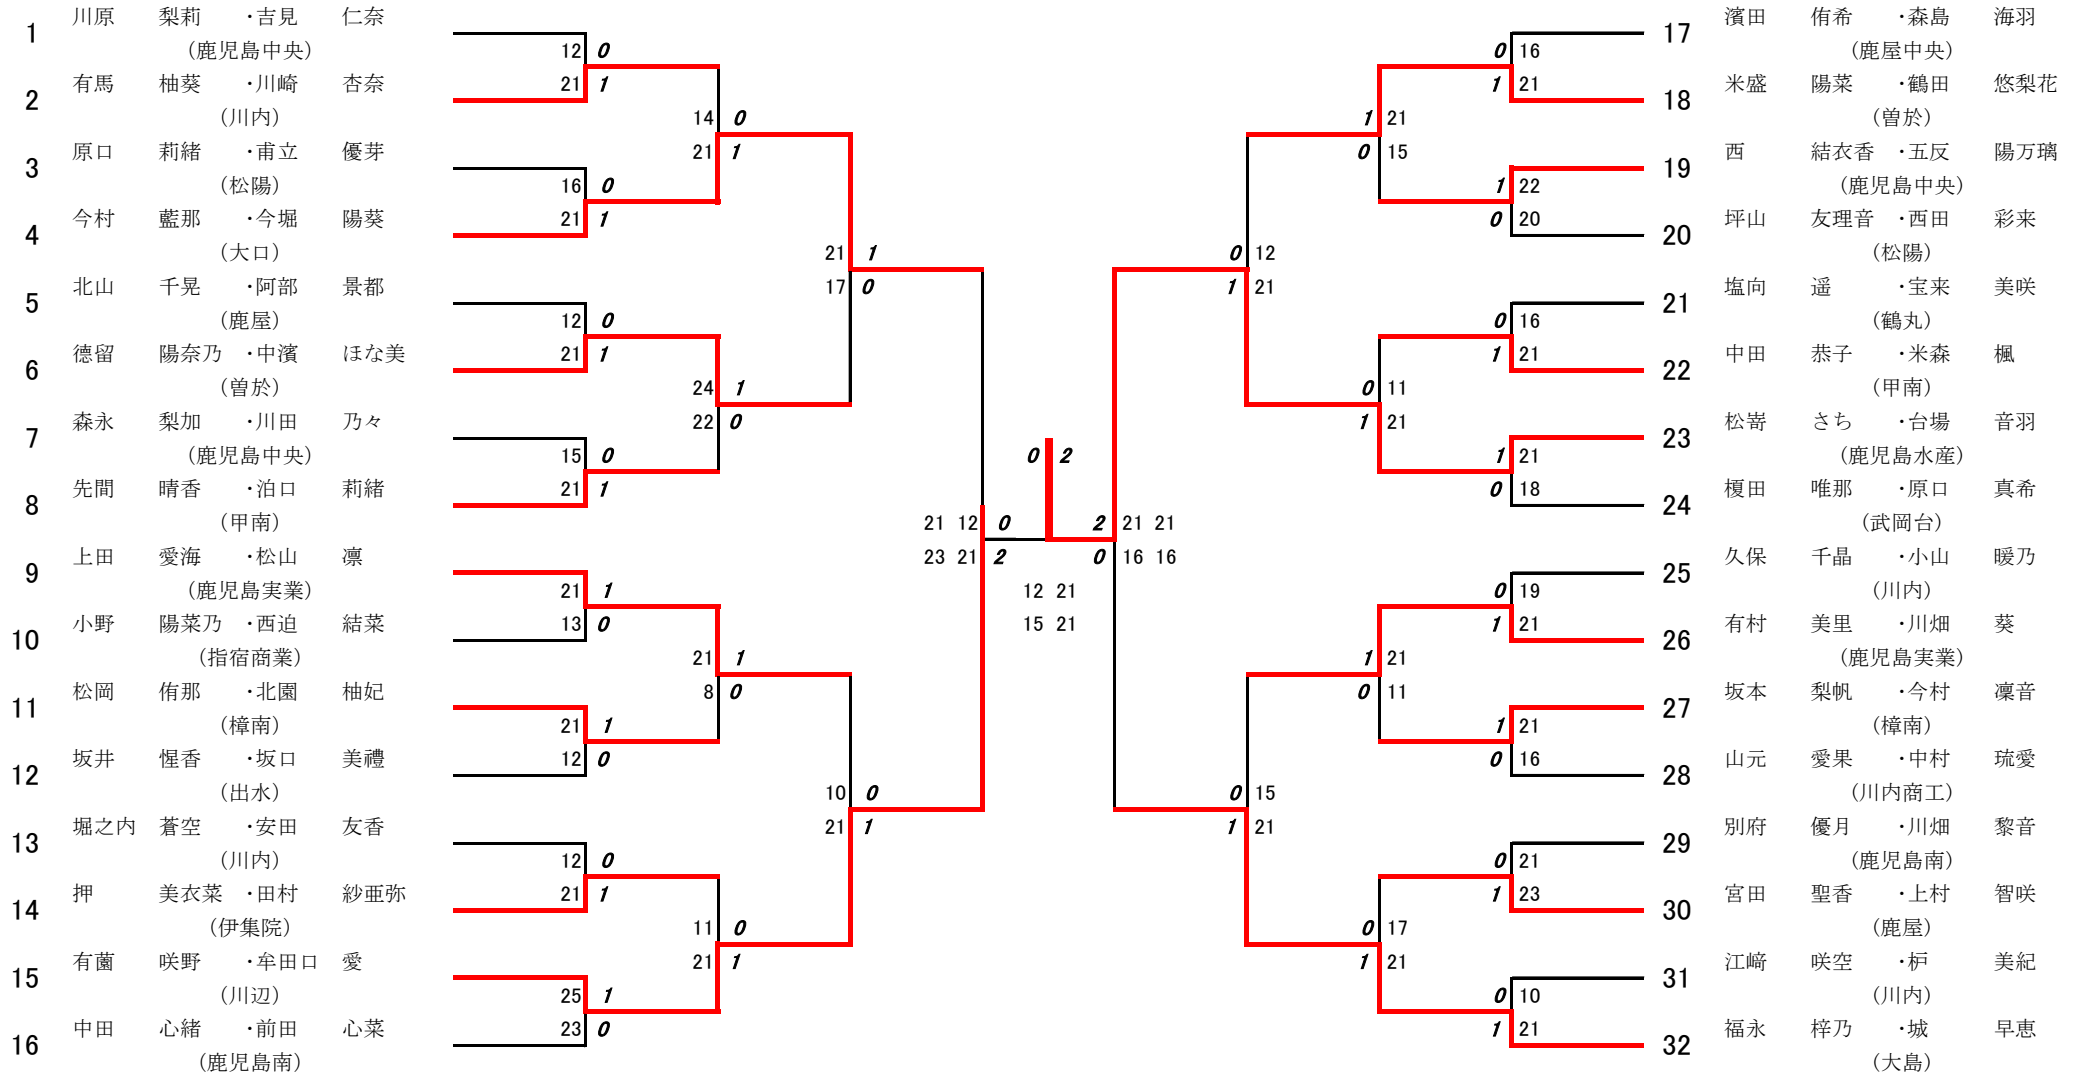 1 川原 梨莉 ・吉見 仁奈
(鹿児島中央)
2 有馬 柚葵 ・川崎 杏奈
(川内)
3 原口 莉緒 ・甫立 優芽
(松陽)
4 今村 藍那 ・今堀 陽葵
(大口)
5 北山 千晃 ・阿部 景都
(鹿屋)
6 德留 陽奈乃 ・中濱 ほな美
(曽於)
7 森永 梨加 ・川田 乃々
(鹿児島中央)
8 先間 晴香 ・泊口 莉緒
(甲南)
9 上田 愛海 ・松山 凛
(鹿児島実業)
10 小野 陽菜乃 ・西迫 結菜
(指宿商業)
11 松岡 侑那 ・北園 柚妃
(樟南)
12 坂井 惺香 ・坂口 美禮
(出水)
13 堀之内 蒼空 ・安田 友香
(川内)
14 押 美衣菜 ・田村 紗亜弥
(伊集院)
15 有薗 咲野 ・牟田口 愛
(川辺)
16 中田 心緒 ・前田 心菜
(鹿児島南)
12 0
21 1
16 0
21 1
12 0
21 1
15 0
21 1
21 1
13 0
21 1
12 0
12 0
21 1
25 1
23 0
14 0
21 1
24 1
22 0
21 1
8 0
11 0
21 1
21 1
17 0
10 0
21 1
21 12 0
23 21 2
0 2
12 21
15 21
2 21 21
0 16 16
0 12
1 21
0 15
1 21
1 21
0 15
0 11
1 21
1 21
0 11
0 17
1 21
0 16
1 21
1 22
0 20
0 16
1 21
1 21
0 18
0 19
1 21
1 21
0 16
0 21
1 23
0 10
1 21
17 濱田 侑希 ・森島 海羽
(鹿屋中央)
18 米盛 陽菜 ・鶴田 悠梨花
(曽於)
19 西 結衣香 ・五反 陽万璃
(鹿児島中央)
20 坪山 友理音 ・西田 彩来
(松陽)
21 塩向 遥 ・宝来 美咲
(鶴丸)
22 中田 恭子 ・米森 楓
(甲南)
23 松嵜 さち ・台場 音羽
(鹿児島水産)
24 榎田 唯那 ・原口 真希
(武岡台)
25 久保 千晶 ・小山 暖乃
(川内)
26 有村 美里 ・川畑 葵
(鹿児島実業)
27 坂本 梨帆 ・今村 凜音
(樟南)
28 山元 愛果 ・中村 琉愛
(川内商工)
29 別府 優月 ・川畑 黎音
(鹿児島南)
30 宮田 聖香 ・上村 智咲
(鹿屋)
31 江﨑 咲空 ・枦 美紀
(川内)
32 福永 梓乃 ・城 早恵
(大島)